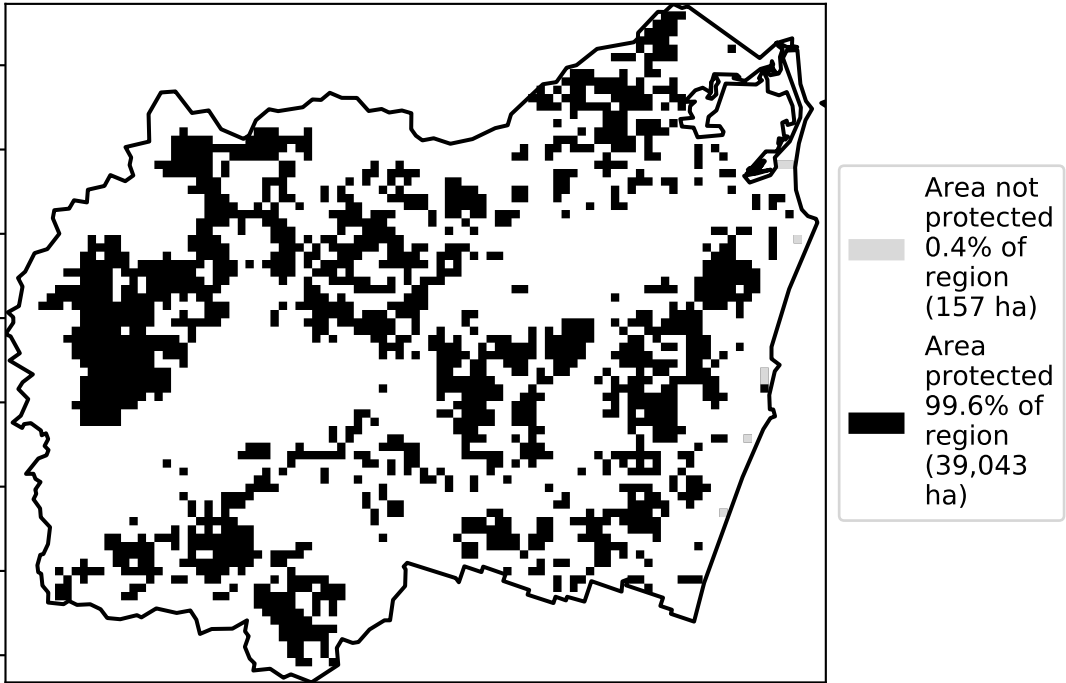 Area not
protected
0.4% of
region
(157 ha)
Area
protected
99.6% of
region
(39,043
ha)